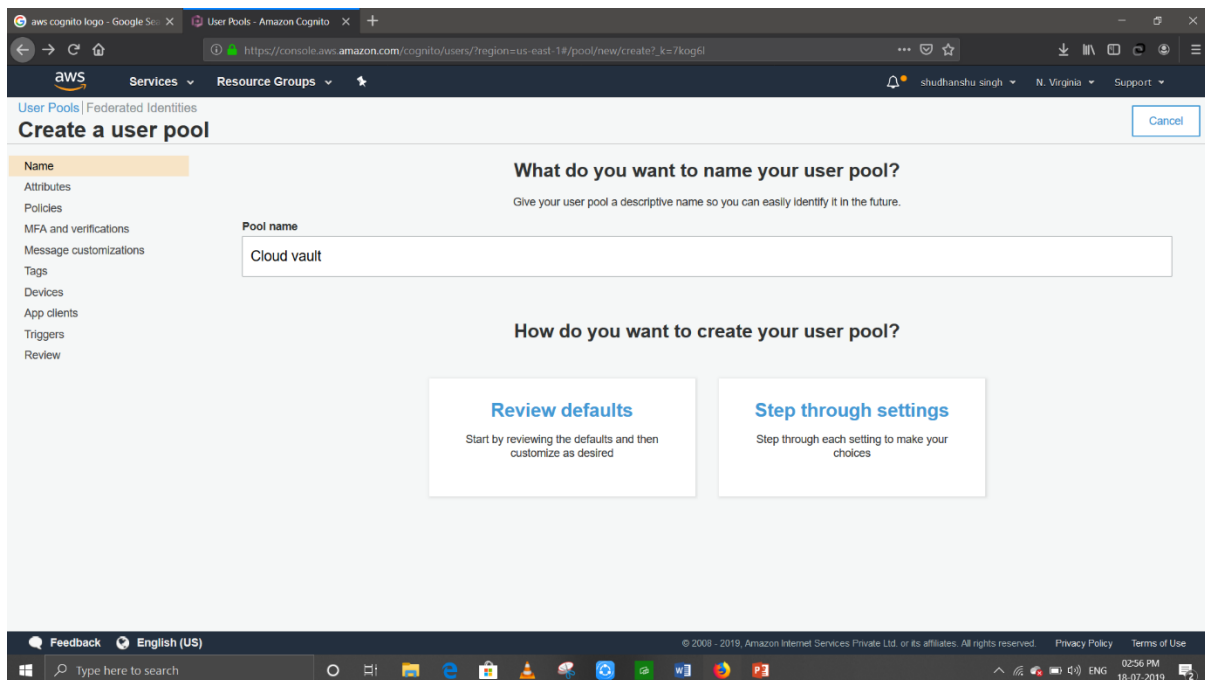 aws cognito logo - Google Sea
User Pools - Amazon Cognito
https://console.aws.amazon.com/cognito/users/?region=us-east-1#/pool/new/create?_k=7kog6l
aws
Services
Resource Groups
shudhanshu singh
N. Virginia
Support
User Pools | Federated Identities
Create a user pool
Cancel
Name
Attributes
Policies
MFA and verifications
Message customizations
Tags
Devices
App clients
Triggers
Review
What do you want to name your user pool?
Give your user pool a descriptive name so you can easily identify it in the future.
Pool name
Cloud vault
How do you want to create your user pool?
Review defaults
Start by reviewing the defaults and then
customize as desired
Step through settings
Step through each setting to make your
choices
Feedback
English (US)
© 2008 - 2019, Amazon Internet Services Private Ltd. or its affiliates. All rights reserved.
Privacy Policy
Terms of Use
Type here to search
ENG
02:56 PM
18-07-2019
2